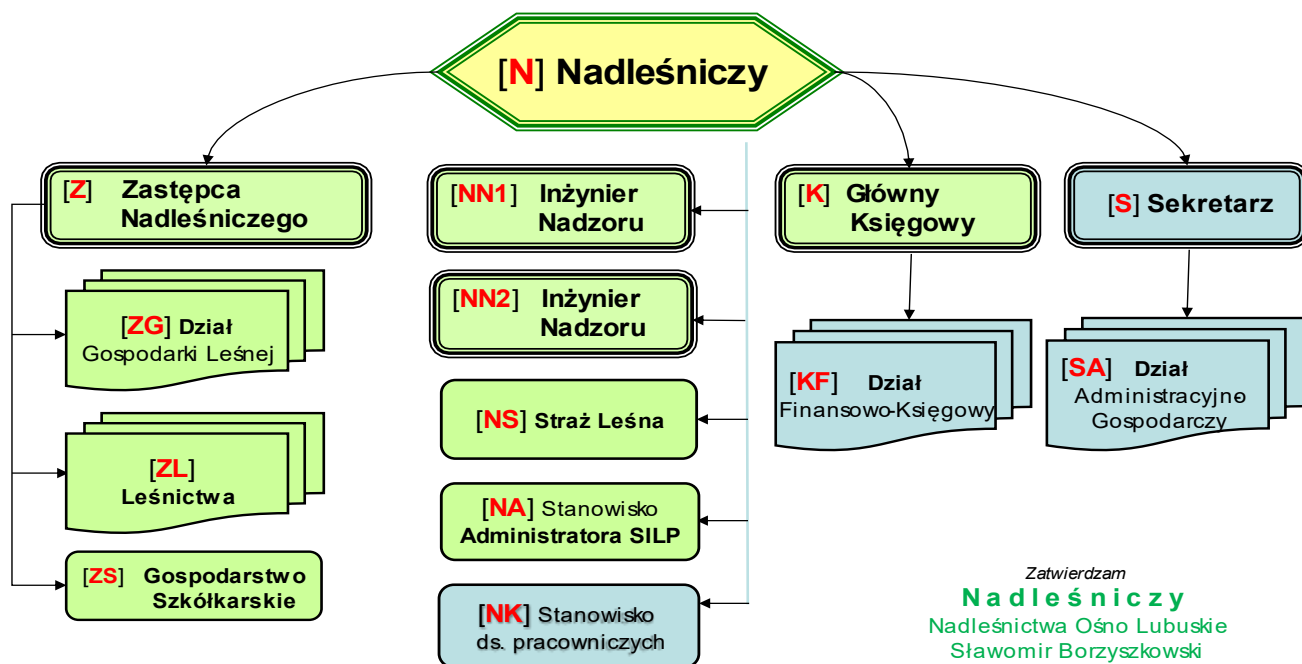 [N] Nadleśniczy
[Z] Zastępca
Nadleśniczego
[ZG] Dział
Gospodarki Leśnej
[ZL]
Leśnictwa
[ZS] Gospodarstwo
Szkółkarskie
[NN1] Inżynier
Nadzoru
[NN2] Inżynier
Nadzoru
[NS] Straż Leśna
[NA] Stanowisko
Administratora SILP
[NK] Stanowisko
ds. pracowniczych
[K] Główny
Księgowy
[KF] Dział
Finansowo-Księgowy
[S] Sekretarz
[SA] Dział
Administracyjno-
Gospodarczy
Zatwierdzam
Nadleśniczy
Nadleśnictwa Ośno Lubuskie
Sławomir Borzyszkowski